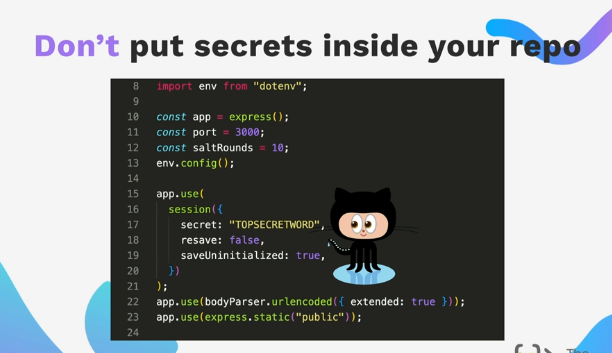 Don't put secrets inside your repo
8 import env from "dotenv";
9
10 const app = express();
11 const port = 3000;
12 const saltRounds = 10;
13 env.config();
14
15 app.use(
16 session({
17 secret: "TOPSECRETWORD",
18 resave: false,
19 saveUninitialized: true,
20 })
21 );
22 app.use(bodyParser.urlencoded({ extended: true }));
23 app.use(express.static("public"));
24
The